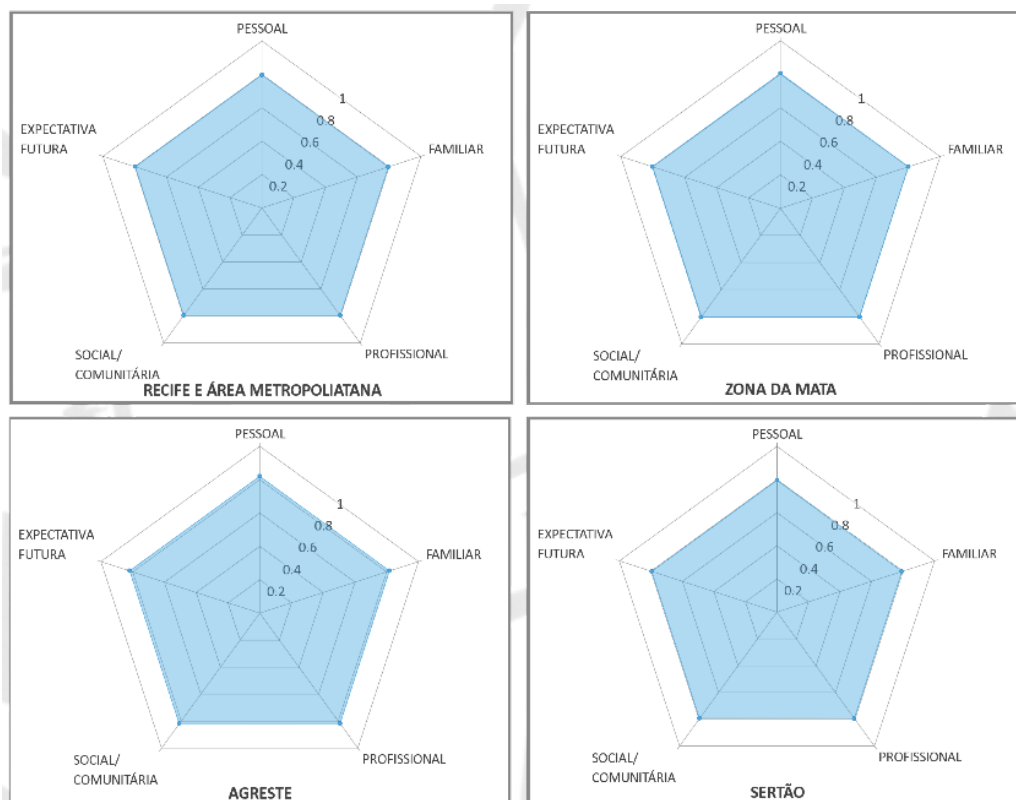 PESSOAL
1
0.8
0.6
0.4
0.2
EXPECTATIVA
FUTURA
FAMILIAR
SOCIAL/
COMUNITÁRIA
PROFISSIONAL
RECIFE E ÁREA METROPOLIATANA
PESSOAL
1
0.8
0.6
0.4
0.2
EXPECTATIVA
FUTURA
FAMILIAR
SOCIAL/
COMUNITÁRIA
PROFISSIONAL
ZONA DA MATA
PESSOAL
1
0.8
0.6
0.4
0.2
EXPECTATIVA
FUTURA
FAMILIAR
SOCIAL/
COMUNITÁRIA
PROFISSIONAL
AGRESTE
PESSOAL
1
0.8
0.6
0.4
0.2
EXPECTATIVA
FUTURA
FAMILIAR
SOCIAL/
COMUNITÁRIA
PROFISSIONAL
SERTÃO